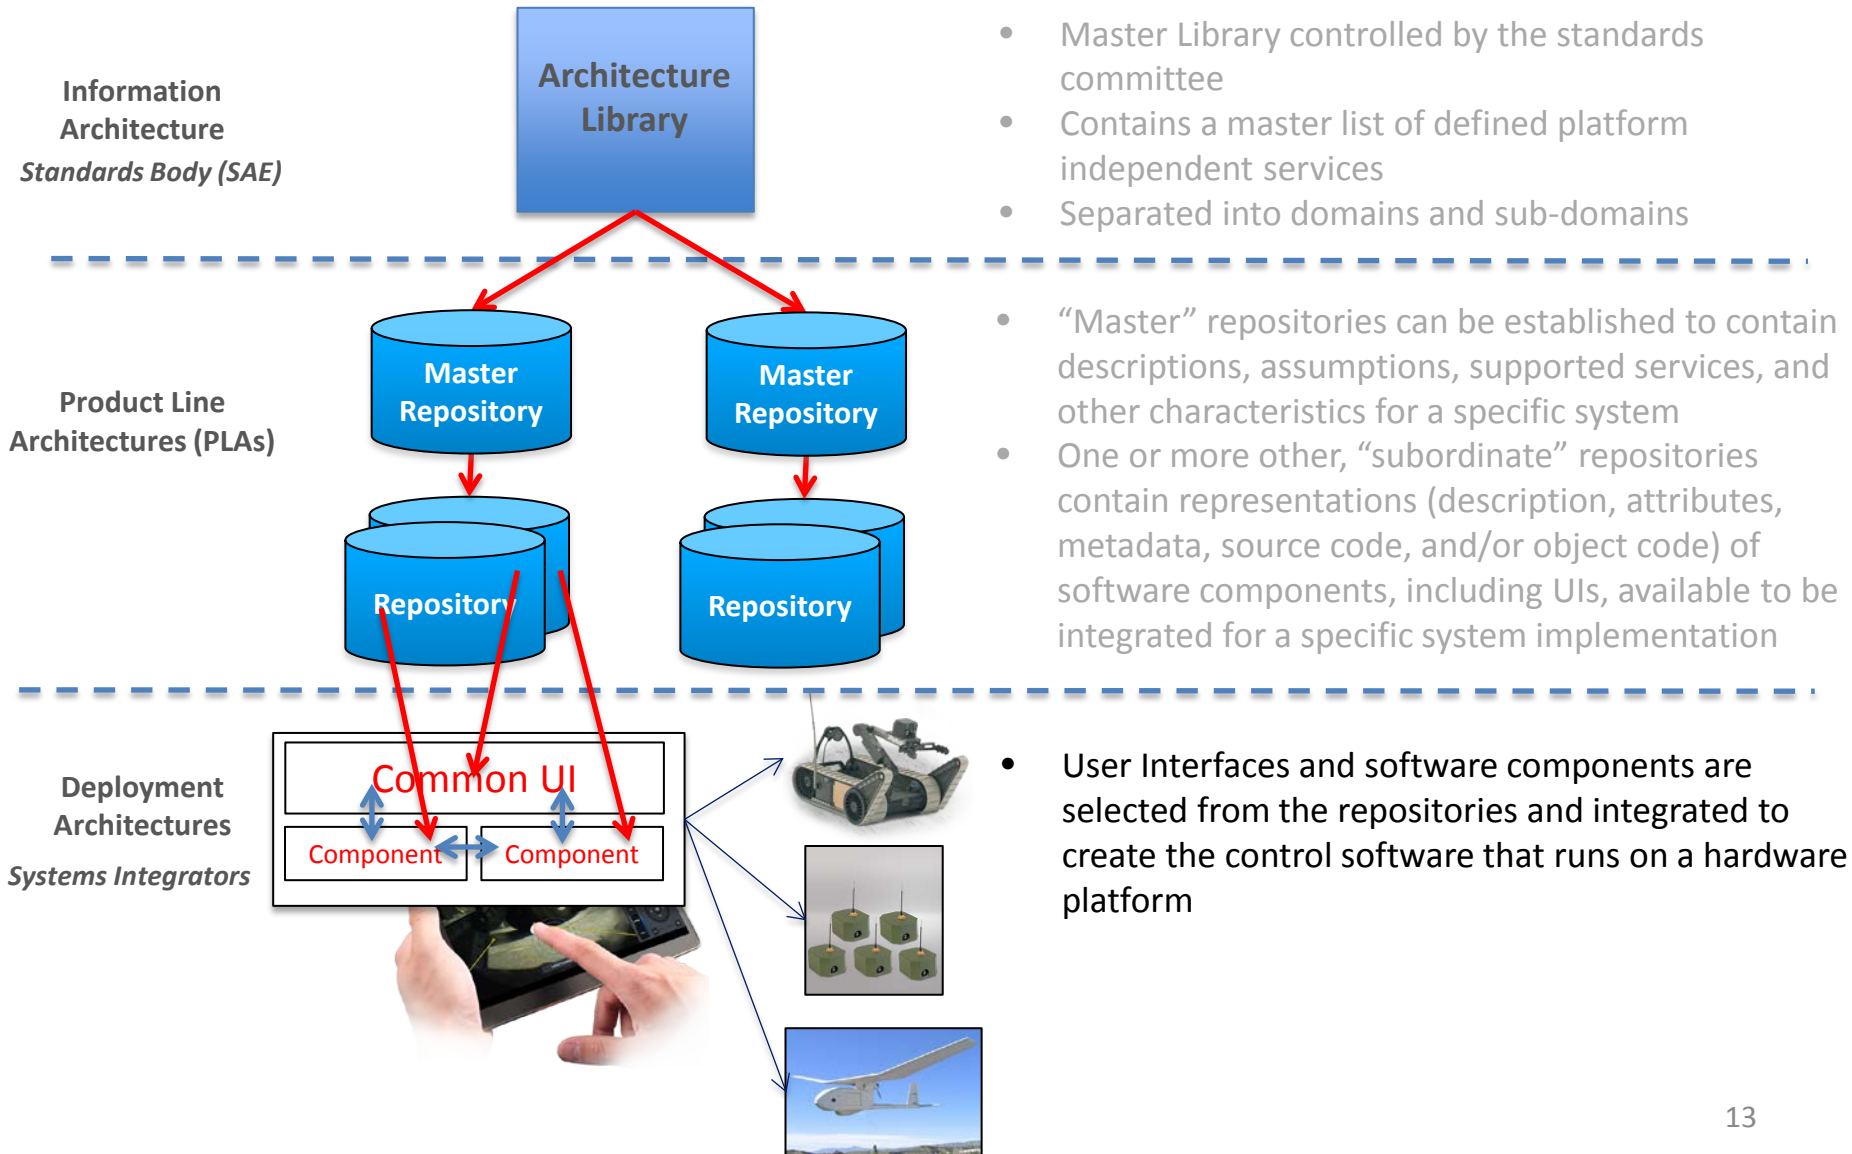 Information
Architecture
Standards Body (SAE)
Architecture
Library
• Master Library controlled by the standards
committee
• Contains a master list of defined platform
independent services
• Separated into domains and sub-domains
Product Line
Architectures (PLAs)
Master
Repository
Master
Repository
Repository
Repository
• “Master” repositories can be established to contain
descriptions, assumptions, supported services, and
other characteristics for a specific system
• One or more other, “subordinate” repositories
contain representations (description, attributes,
metadata, source code, and/or object code) of
software components, including UIs, available to be
integrated for a specific system implementation
Deployment
Architectures
Systems Integrators
Common UI
Component
Component
• User Interfaces and software components are
selected from the repositories and integrated to
create the control software that runs on a hardware
platform
13